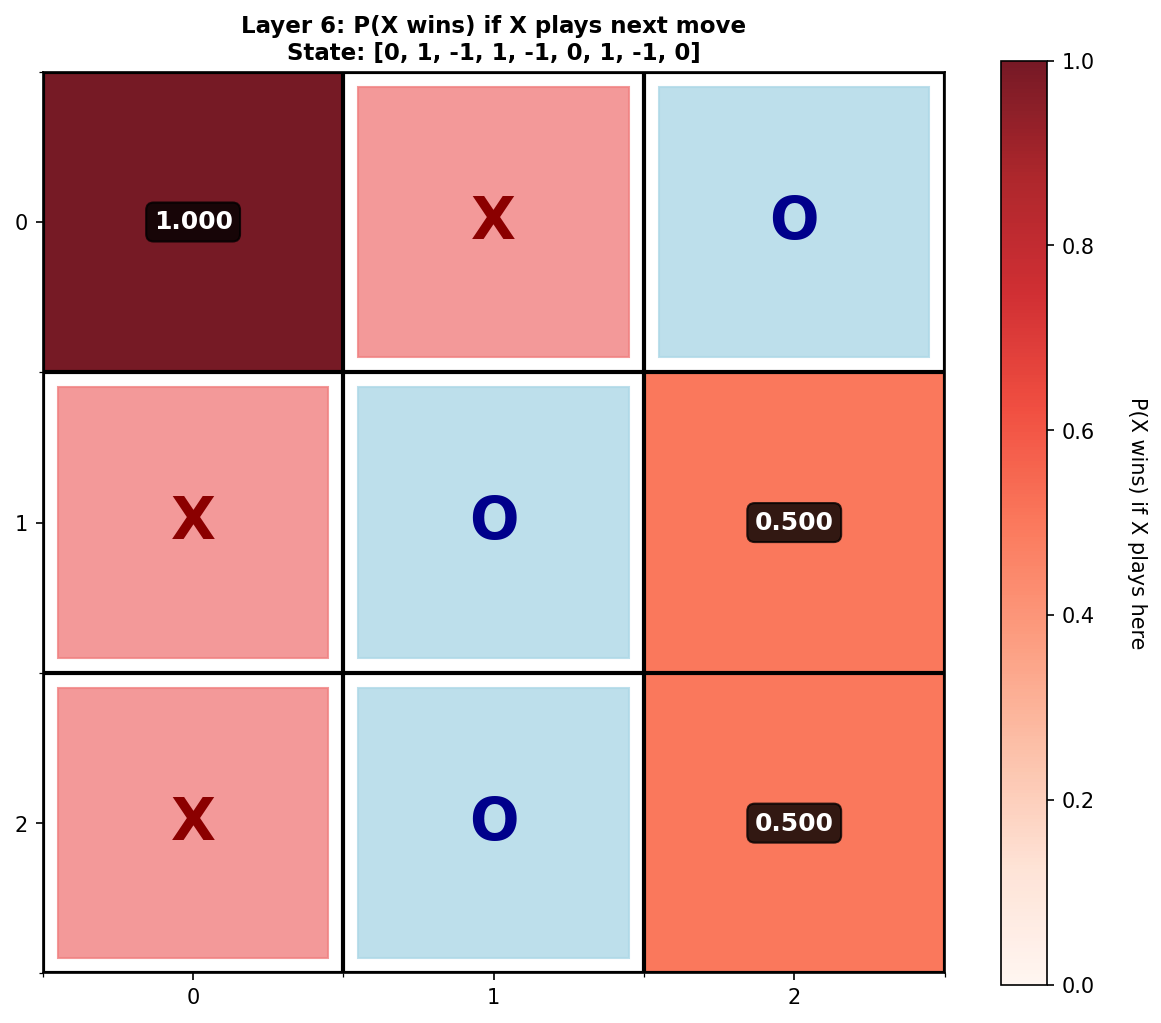 Layer 6: P(X wins) if X plays next move
State: [0, 1, -1, 1, -1, 0, 1, -1, 0]
0
1.000
X
O
1
X
O
0.500
2
X
O
0.500
0
1
2
1.0
0.8
0.6
0.4
0.2
0.0
P(X wins) if X plays here